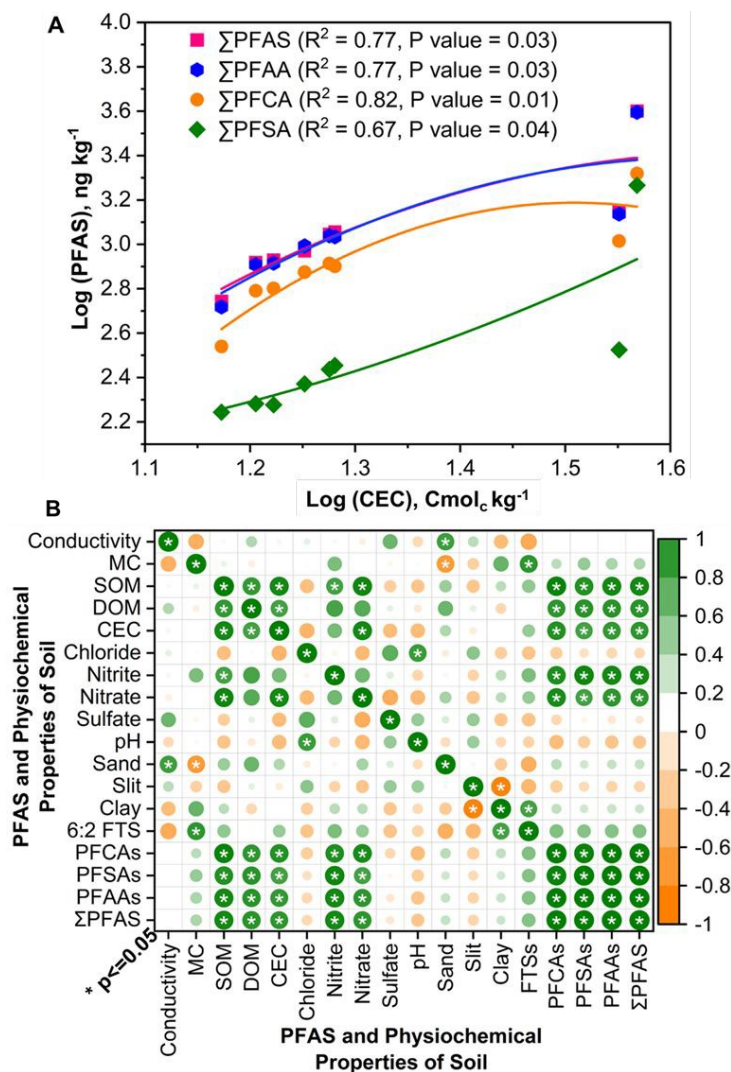 A
4.0
3.8
3.6
3.4
3.2
3.0
2.8
2.6
2.4
2.2
Log (PFAS), ng kg-1
∑PFAS (R2 = 0.77, P value = 0.03)
∑PFAA (R2 = 0.77, P value = 0.03)
∑PFCA (R2 = 0.82, P value = 0.01)
∑PFSA (R2 = 0.67, P value = 0.04)
1.1 1.2 1.3 1.4 1.5 1.6
Log (CEC), Cmolc kg-1
B
PFAS and Physiochemical
Properties of Soil
Conductivity
MC
SOM
DOM
CEC
Chloride
Nitrite
Nitrate
Sulfate
pH
Sand
Slit
Clay
6:2 FTS
PFCAs
PFSAs
PFAAs
ΣPFAS
1
0.8
0.6
0.4
0.2
0
-0.2
-0.4
-0.6
-0.8
-1
* p<=0.05
Conductivity
MC
SOM
DOM
CEC
Chloride
Nitrite
Nitrate
Sulfate
pH
Sand
Slit
Clay
FTSs
PFCAs
PFSAs
PFAAs
ΣPFAS
PFAS and Physiochemical
Properties of Soil